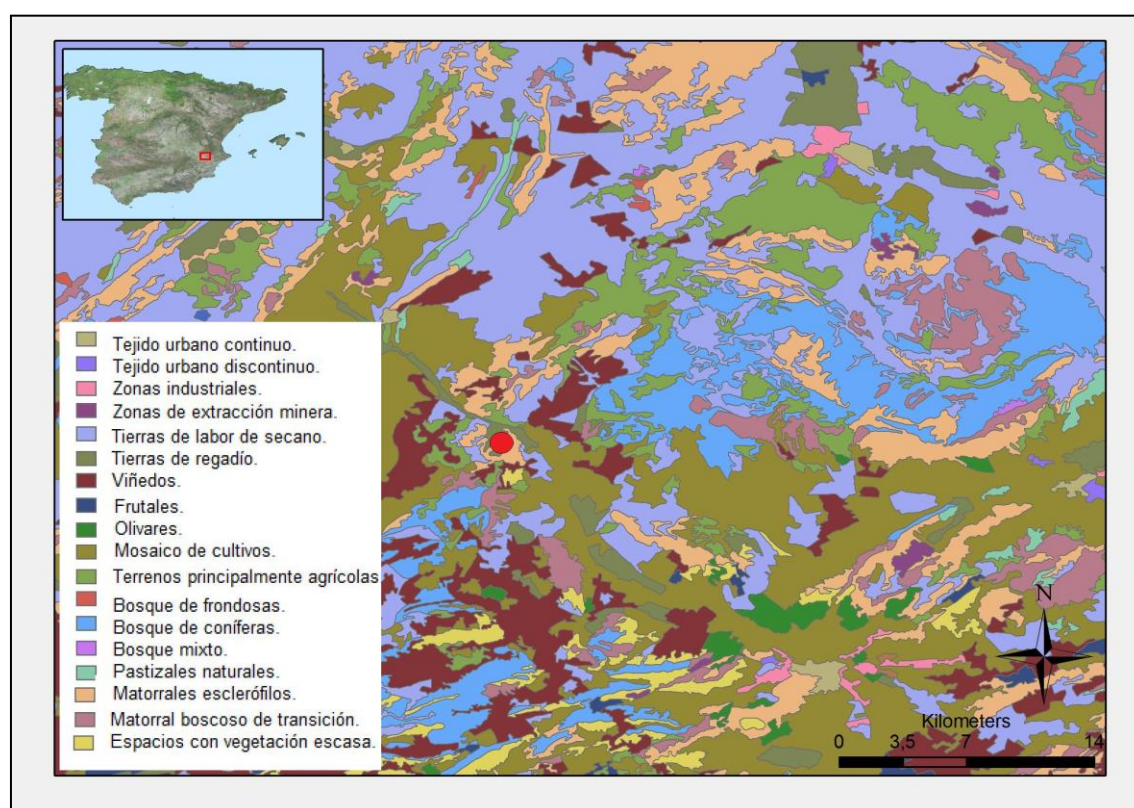 Tejido urbano continuo.
Tejido urbano discontinuo.
Zonas industriales.
Zonas de extracción minera.
Tierras de labor de secano.
Tierras de regadío.
Viñedos.
Frutales.
Olivares.
Mosaico de cultivos.
Terrenos principalmente agrícolas.
Bosque de frondosas.
Bosque de coníferas.
Bosque mixto.
Pastizales naturales.
Matorrales esclerófilos.
Matorral boscoso de transición.
Espacios con vegetación escasa.
N
Kilometers
0 3,5 7 14